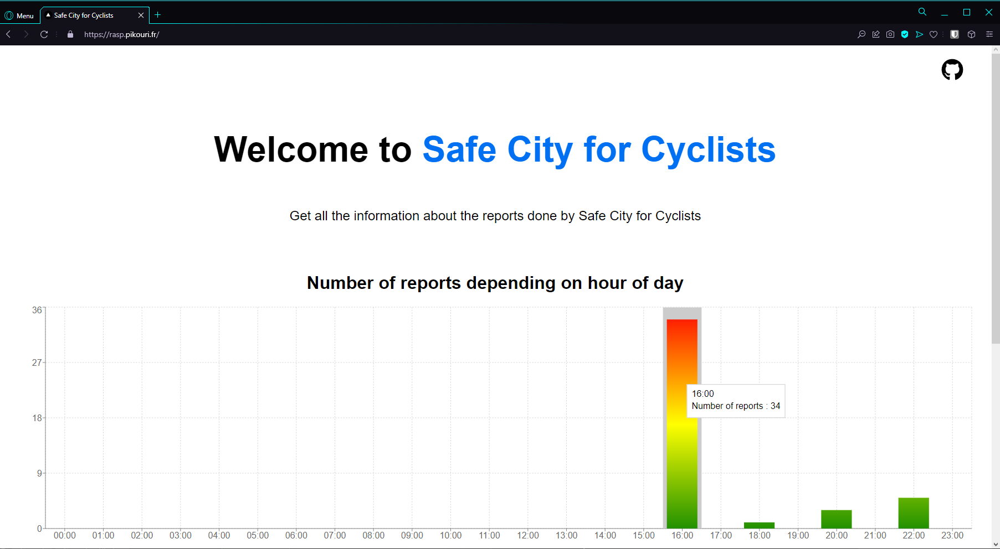 Menu
Safe City for Cyclists
https://rasp.pikouri.fr/
Welcome to Safe City for Cyclists
Get all the information about the reports done by Safe City for Cyclists
Number of reports depending on hour of day
36
27
18
9
0
16:00
Number of reports : 34
00:00 01:00 02:00 03:00 04:00 05:00 06:00 07:00 08:00 09:00 10:00 11:00 12:00 13:00 14:00 15:00 16:00 17:00 18:00 19:00 20:00 21:00 22:00 23:00